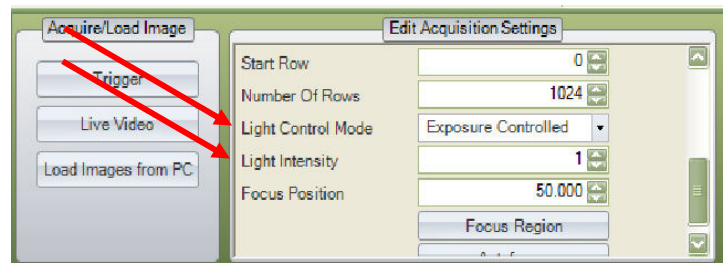 Acquire/Load Image
Trigger
Live Video
Load Images from PC
Edit Acquisition Settings
Start Row 0
Number Of Rows 1024
Light Control Mode Exposure Controlled
Light Intensity 1
Focus Position 50.000
Focus Region